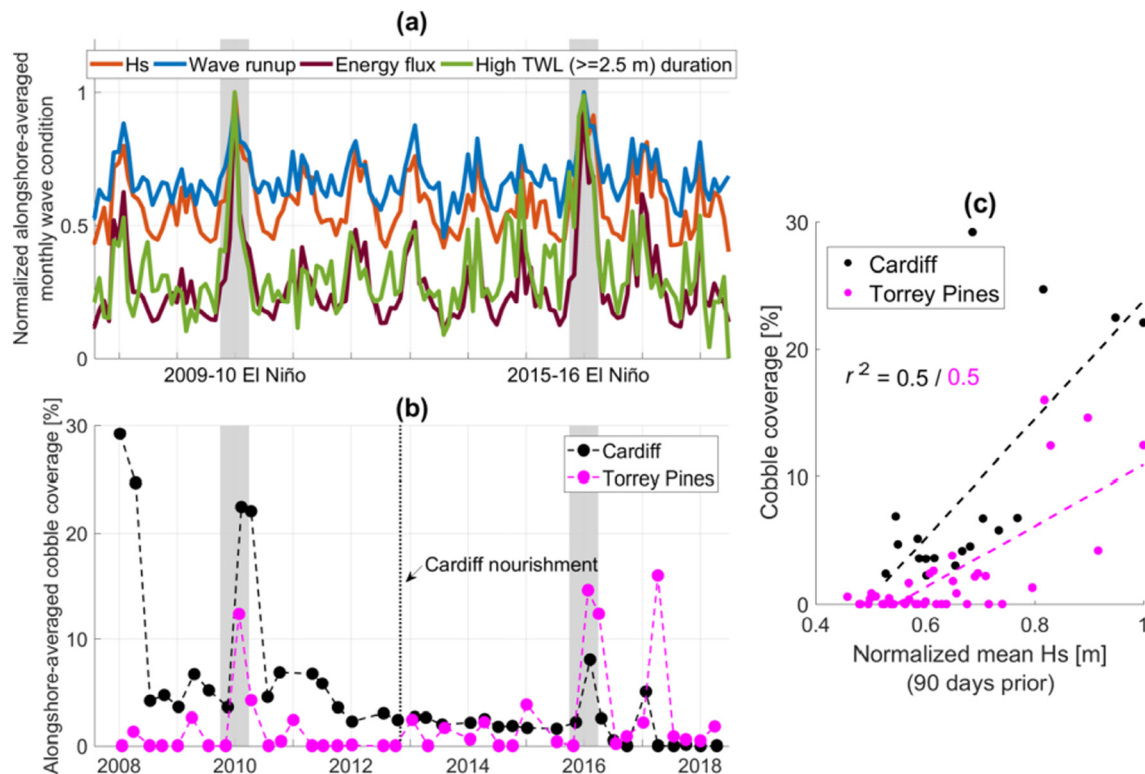 (a)
Normalized alongshore-averaged
monthly wave condition
Hs Wave runup Energy flux High TWL (>=2.5 m) duration
1
0.5
0
2009-10 El Niño 2015-16 El Niño
(b)
Alongshore-averaged cobble coverage [%]
30
20
10
0
Cardiff
Torrey Pines
Cardiff nourishment
2008 2010 2012 2014 2016 2018
(c)
Cobble coverage [%]
30
20
10
0
Cardiff
Torrey Pines
r² = 0.5 / 0.5
0.4 0.6 0.8 1
Normalized mean Hs [m]
(90 days prior)